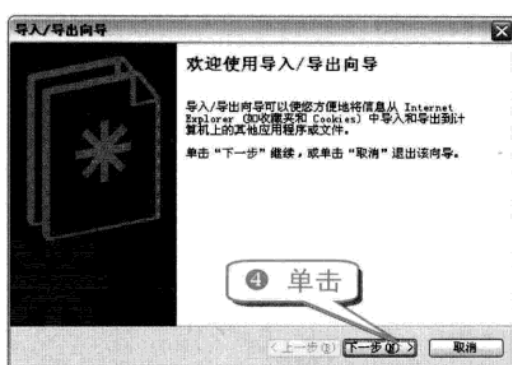 导入/导出向导
欢迎使用导入/导出向导
导入/导出向导可以使您方便地将信息从 Internet
Explorer (如收藏夹和 Cookies) 中导入和导出到计
算机上的其他应用程序或文件。
单击“下一步”继续，或单击“取消”退出该向导。
4 单击
<上一步(B) 下一步(N) > 取消